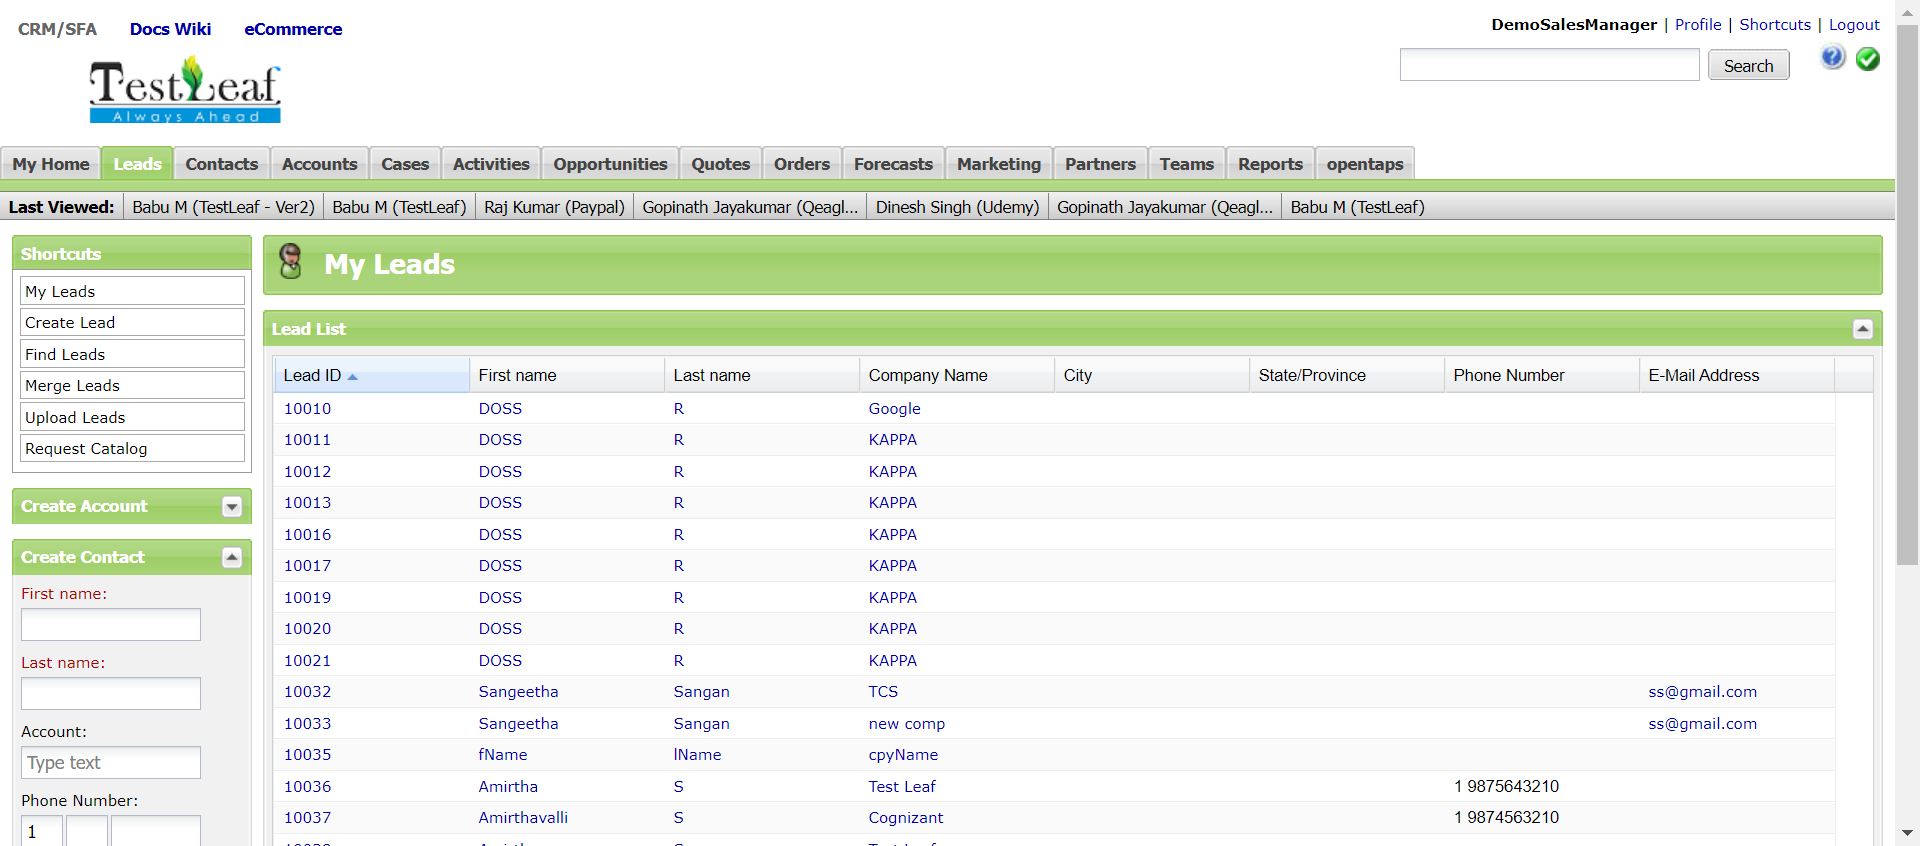 CRM/SFA Docs Wiki eCommerce
DemoSalesManager | Profile | Shortcuts | Logout
Search
TestLeaf
Always Ahead
My Home Leads Contacts Accounts Cases Activities Opportunities Quotes Orders Forecasts Marketing Partners Teams Reports opentaps
Last Viewed: Babu M (TestLeaf - Ver2) Babu M (TestLeaf) Raj Kumar (Paypal) Gopinath Jayakumar (Qeagl... Dinesh Singh (Udemy) Gopinath Jayakumar (Qeagl... Babu M (TestLeaf)
Shortcuts
My Leads
Create Lead
Find Leads
Merge Leads
Upload Leads
Request Catalog
Create Account
Create Contact
First name:
Last name:
Account:
Type text
Phone Number:
1
My Leads
Lead List
Lead ID First name Last name Company Name City State/Province Phone Number E-Mail Address
10010 DOSS R Google
10011 DOSS R KAPPA
10012 DOSS R KAPPA
10013 DOSS R KAPPA
10016 DOSS R KAPPA
10017 DOSS R KAPPA
10019 DOSS R KAPPA
10020 DOSS R KAPPA
10021 DOSS R KAPPA
10032 Sangeetha Sangan TCS ss@gmail.com
10033 Sangeetha Sangan new comp ss@gmail.com
10035 fName lName cpyName
10036 Amirtha S Test Leaf 1 9875643210
10037 Amirthavalli S Cognizant 1 9874563210